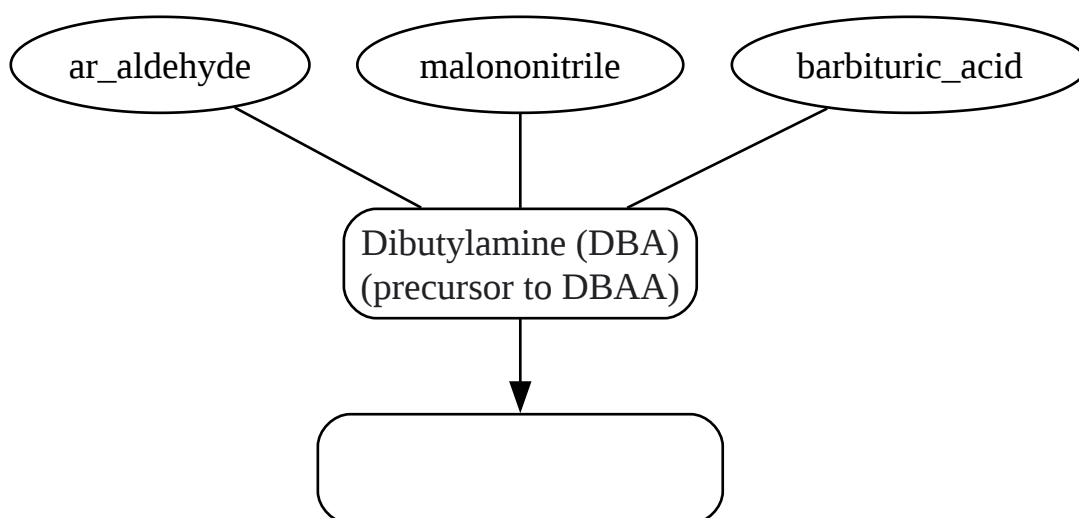 ar_aldehyde
malononitrile
barbituric_acid
Dibutylamine (DBA)
(precursor to DBAA)